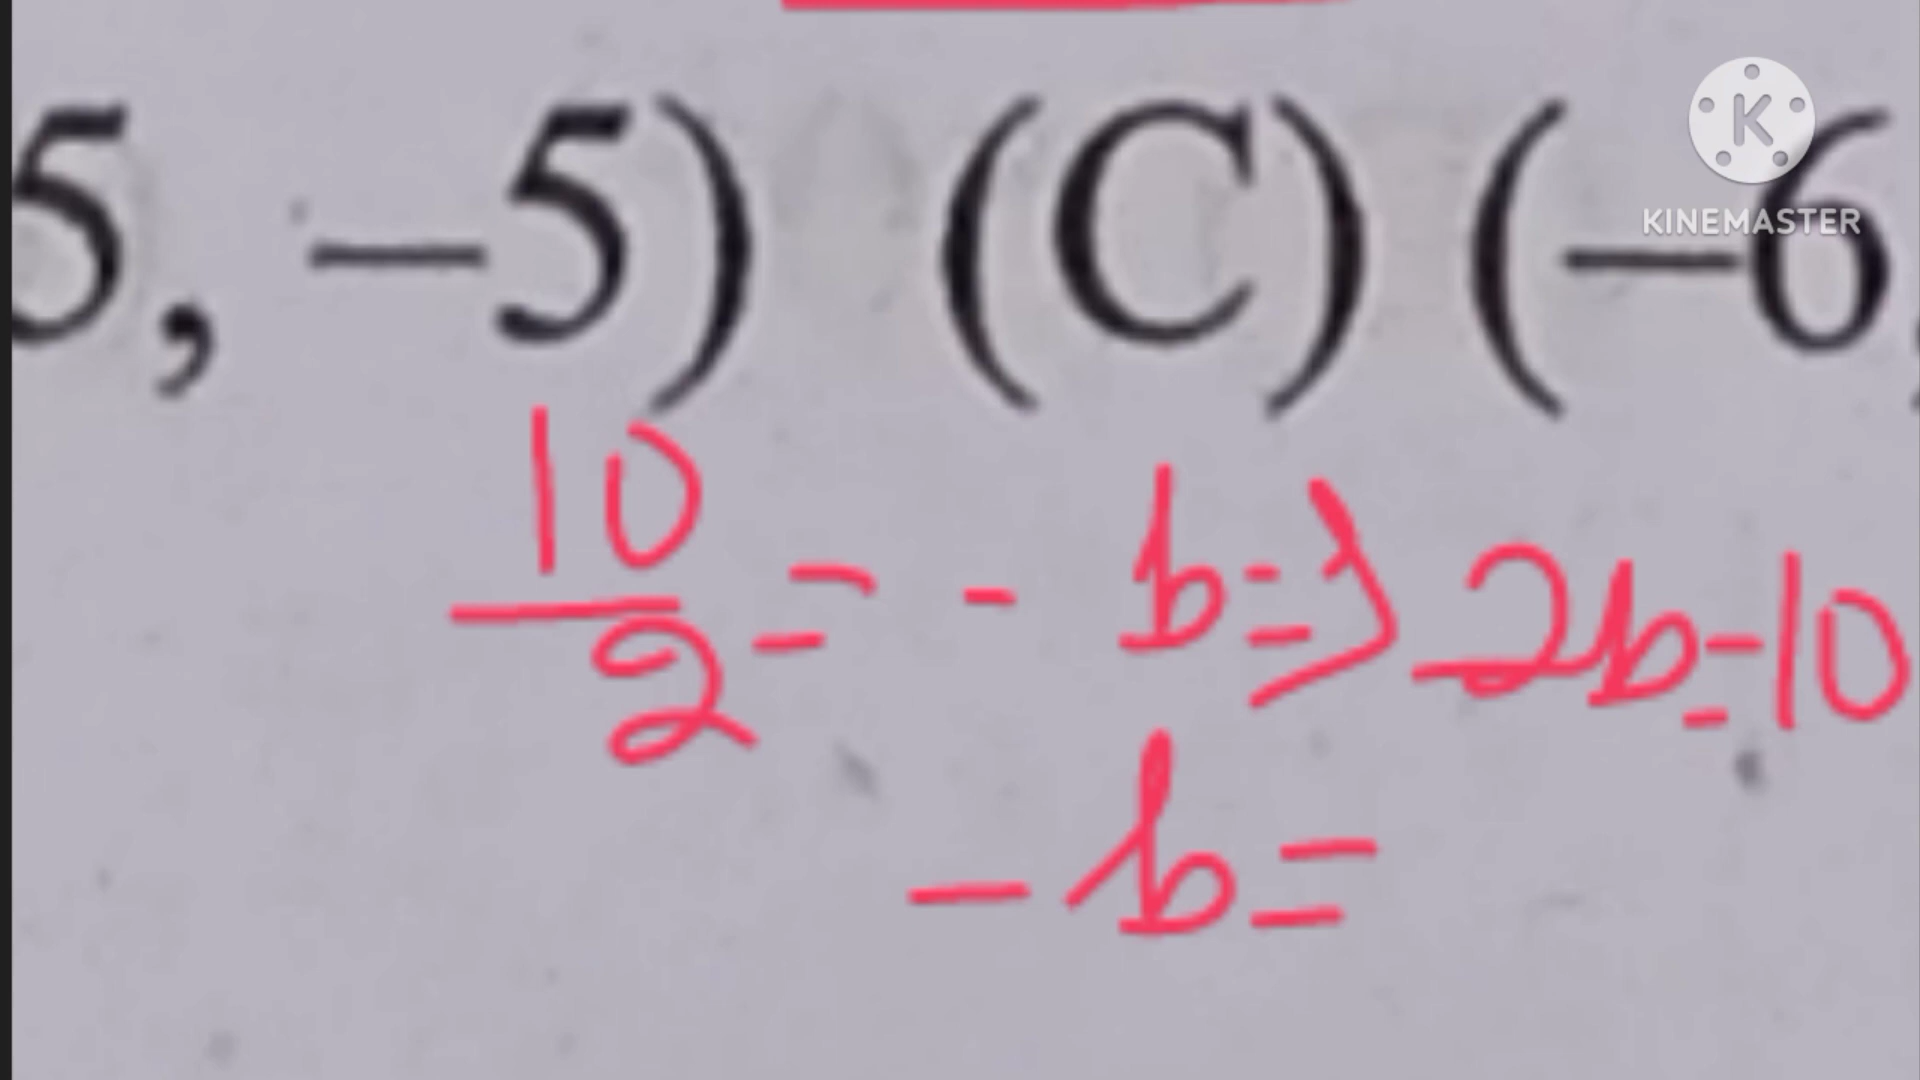 5, –5) (C) (–6,
KINEMASTER
10/2 = - b => -2b = 10
- b =